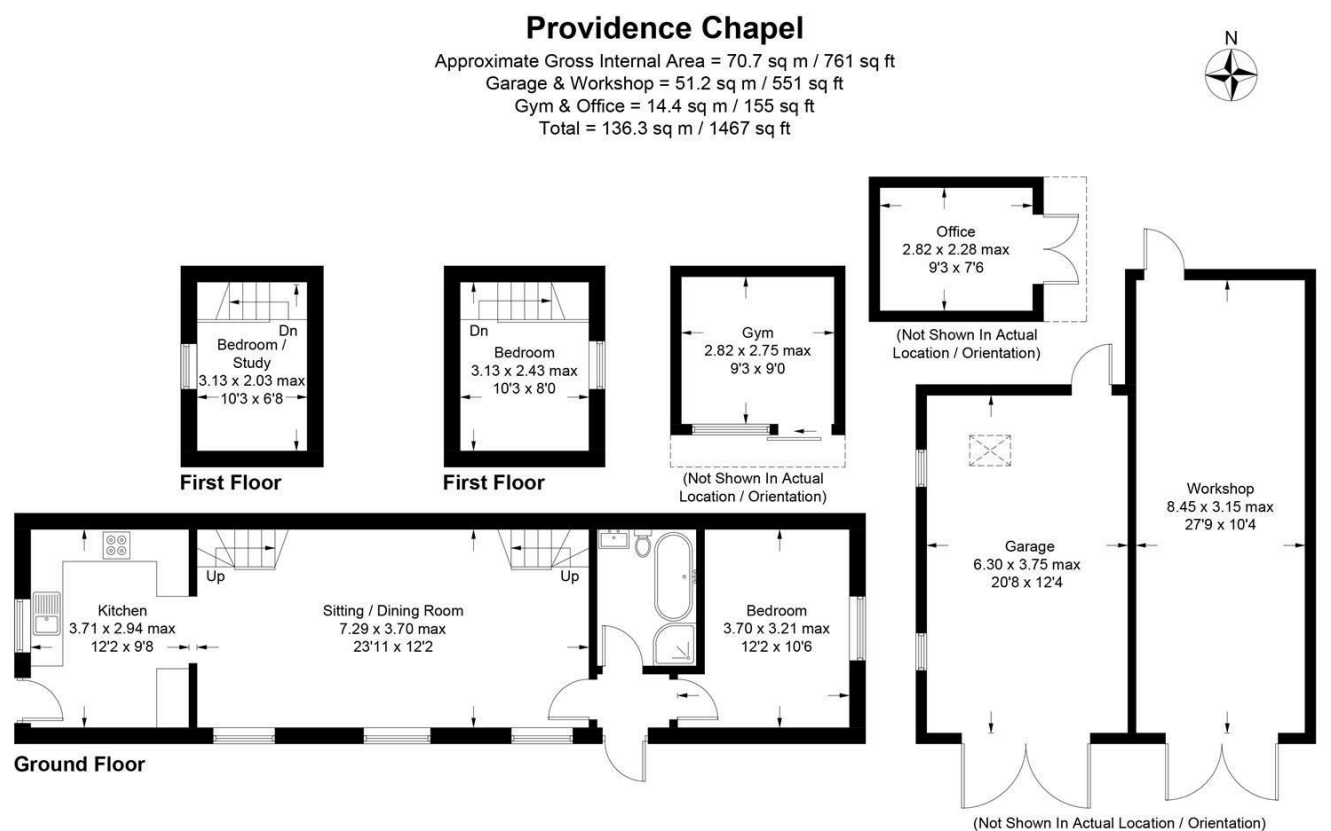 Providence Chapel
Approximate Gross Internal Area = 70.7 sq m / 761 sq ft
Garage & Workshop = 51.2 sq m / 551 sq ft
Gym & Office = 14.4 sq m / 155 sq ft
Total = 136.3 sq m / 1467 sq ft
N
Dn
Bedroom /
Study
3.13 x 2.03 max
10'3 x 6'8
First Floor
Dn
Bedroom
3.13 x 2.43 max
10'3 x 8'0
First Floor
Gym
2.82 x 2.75 max
9'3 x 9'0
(Not Shown In Actual
Location / Orientation)
Office
2.82 x 2.28 max
9'3 x 7'6
(Not Shown In Actual
Location / Orientation)
Kitchen
3.71 x 2.94 max
12'2 x 9'8
Up
Sitting / Dining Room
7.29 x 3.70 max
23'11 x 12'2
Up
Bedroom
3.70 x 3.21 max
12'2 x 10'6
Ground Floor
Garage
6.30 x 3.75 max
20'8 x 12'4
Workshop
8.45 x 3.15 max
27'9 x 10'4
(Not Shown In Actual Location / Orientation)